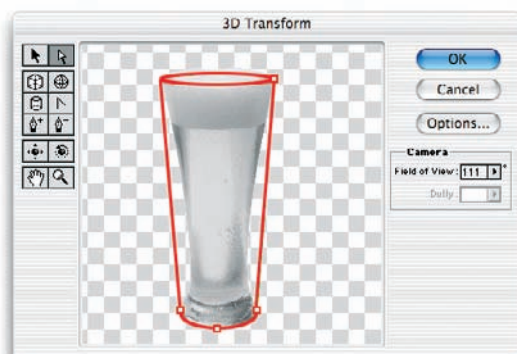 3D Transform
OK
Cancel
Options...
Camera
Field of View: 111 °
Dolly: